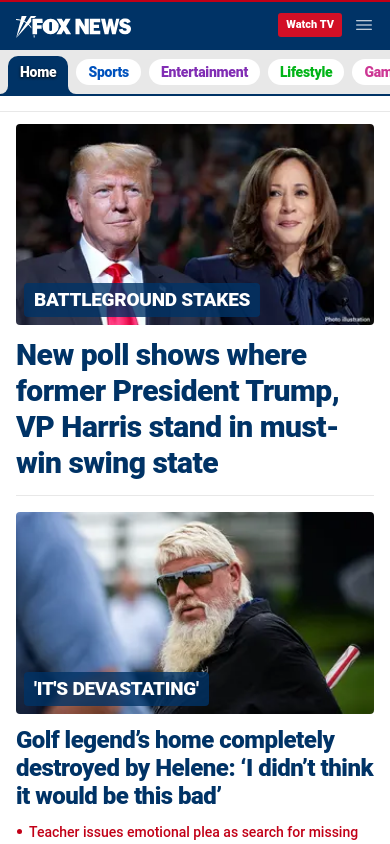 FOX NEWS
Watch TV
Home
Sports
Entertainment
Lifestyle
Gam
BATTLEGROUND STAKES
Photo illustration
New poll shows where
former President Trump,
VP Harris stand in must-
win swing state
'IT'S DEVASTATING'
Golf legend’s home completely
destroyed by Helene: ‘I didn’t think
it would be this bad’
Teacher issues emotional plea as search for missing